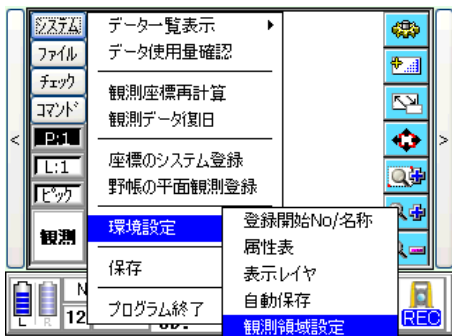 システム
ファイル
チェック
コマンド
P:1
L:1
ピック
観測
データ一覧表示
データ使用量確認
観測座標再計算
観測データ復旧
座標のシステム登録
野帳の平面観測登録
環境設定
保存
プログラム終了
登録開始No/名称
属性表
表示レイヤ
自動保存
観測領域設定
<
>
L R
N
12
REC